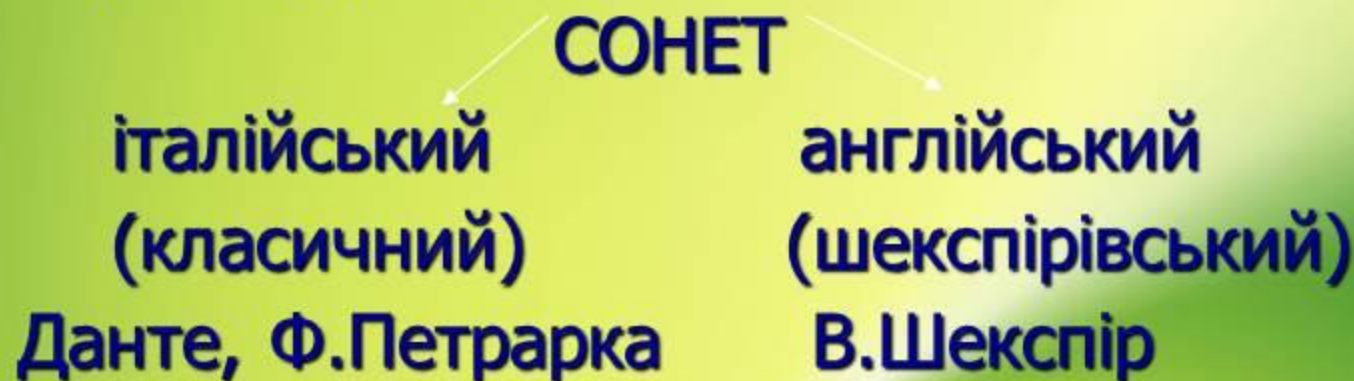 СОНЕТ
італійський англійський
(класичний) (шекспірівський)
Данте, Ф.Петрарка В.Шекспір